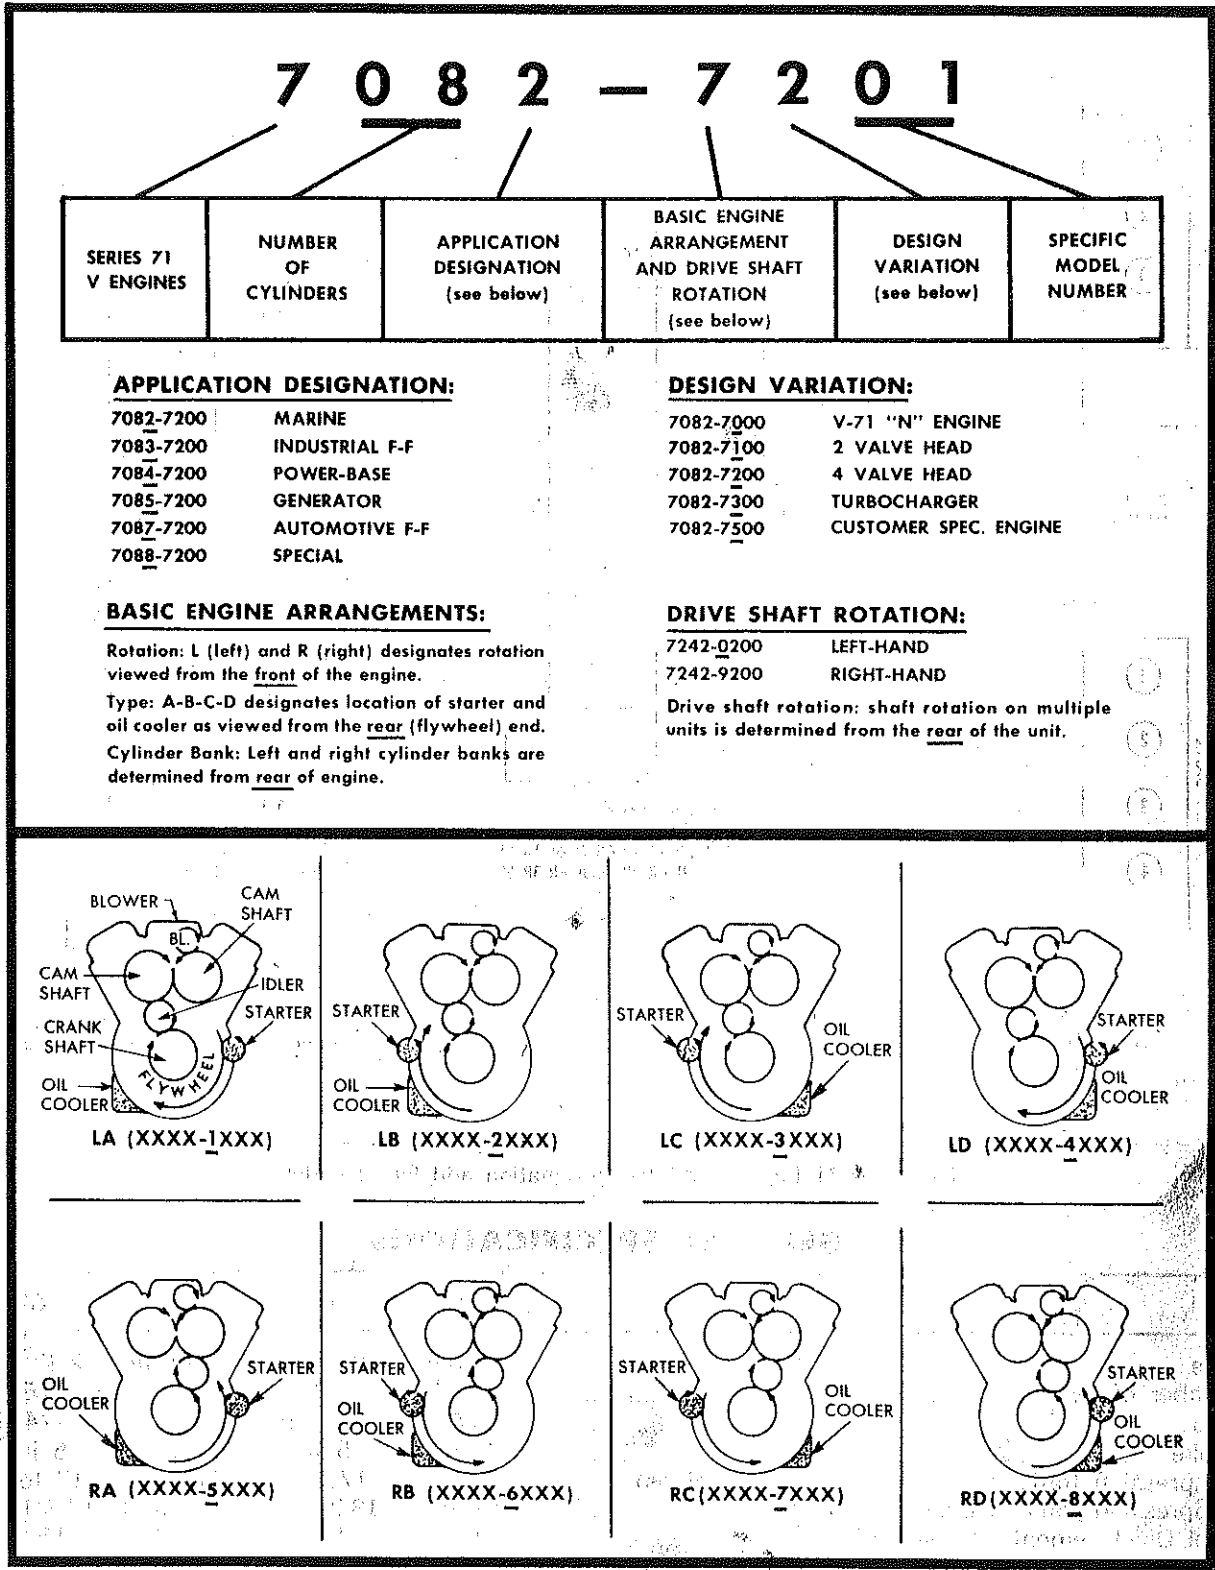 7 0 8 2 – 7 2 0 1
SERIES 71
V ENGINES
NUMBER
OF
CYLINDERS
APPLICATION
DESIGNATION
(see below)
BASIC ENGINE
ARRANGEMENT
AND DRIVE SHAFT
ROTATION
(see below)
DESIGN
VARIATION
(see below)
SPECIFIC
MODEL
NUMBER
APPLICATION DESIGNATION:
7082-7200 MARINE
7083-7200 INDUSTRIAL F-F
7084-7200 POWER-BASE
7085-7200 GENERATOR
7087-7200 AUTOMOTIVE F-F
7088-7200 SPECIAL
DESIGN VARIATION:
7082-7000 V-71 "N" ENGINE
7082-7100 2 VALVE HEAD
7082-7200 4 VALVE HEAD
7082-7300 TURBOCHARGER
7082-7500 CUSTOMER SPEC. ENGINE
BASIC ENGINE ARRANGEMENTS:
Rotation: L (left) and R (right) designates rotation
viewed from the front of the engine.
Type: A-B-C-D designates location of starter and
oil cooler as viewed from the rear (flywheel) end.
Cylinder Bank: Left and right cylinder banks are
determined from rear of engine.
DRIVE SHAFT ROTATION:
7242-0200 LEFT-HAND
7242-9200 RIGHT-HAND
Drive shaft rotation: shaft rotation on multiple
units is determined from the rear of the unit.
BLOWER
CAM
SHAFT
BL.
CAM
SHAFT
IDLER
STARTER
CRANK
SHAFT
FLYWHEEL
OIL
COOLER
LA (XXXX-1XXX)
STARTER
OIL
COOLER
LB (XXXX-2XXX)
STARTER
OIL
COOLER
LC (XXXX-3XXX)
STARTER
OIL
COOLER
LD (XXXX-4XXX)
STARTER
OIL
COOLER
RA (XXXX-5XXX)
STARTER
OIL
COOLER
RB (XXXX-6XXX)
STARTER
OIL
COOLER
RC(XXXX-7XXX)
STARTER
OIL
COOLER
RD(XXXX-8XXX)